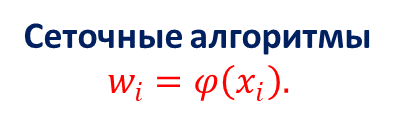 Сеточные алгоритмы
wᵢ = φ(xᵢ).